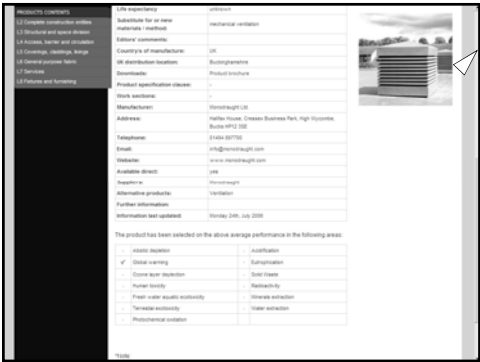 PRODUCTS CONTENTS
L2 Complete construction entities
L3 Structural and space division
L4 Access, barrier and circulation
L5 Coverings, claddings, linings
L6 General purpose fabric
L7 Services
L8 Fixtures and furnishing
Life expectancy unknown
Substitute for or new
materials / method: mechanical ventilation
Editors' comments:
Country/s of manufacture: UK
UK distribution location: Buckinghamshire
Downloads: Product brochure
Product specification clause: -
Work sections: -
Manufacturer: Monodraught Ltd
Address: Halifax House, Cressex Business Park, High Wycombe,
Bucks HP12 3SE
Telephone: 01494 897700
Email: info@monodraught.com
Website: www.monodraught.com
Available direct: yes
Suppliers: Monodraught
Alternative products: Ventilation
Further information:
Information last updated: Monday 24th, July 2006
The product has been selected on the above average performance in the following areas:
- Abiotic depletion - Acidification
✓ Global warming - Eutrophication
- Ozone layer depletion - Solid Waste
- Human toxicity - Radioactivity
- Fresh water aquatic ecotoxicity - Minerals extraction
- Terrestial ecotoxicity - Water extraction
- Photochemical oxidation
*Note